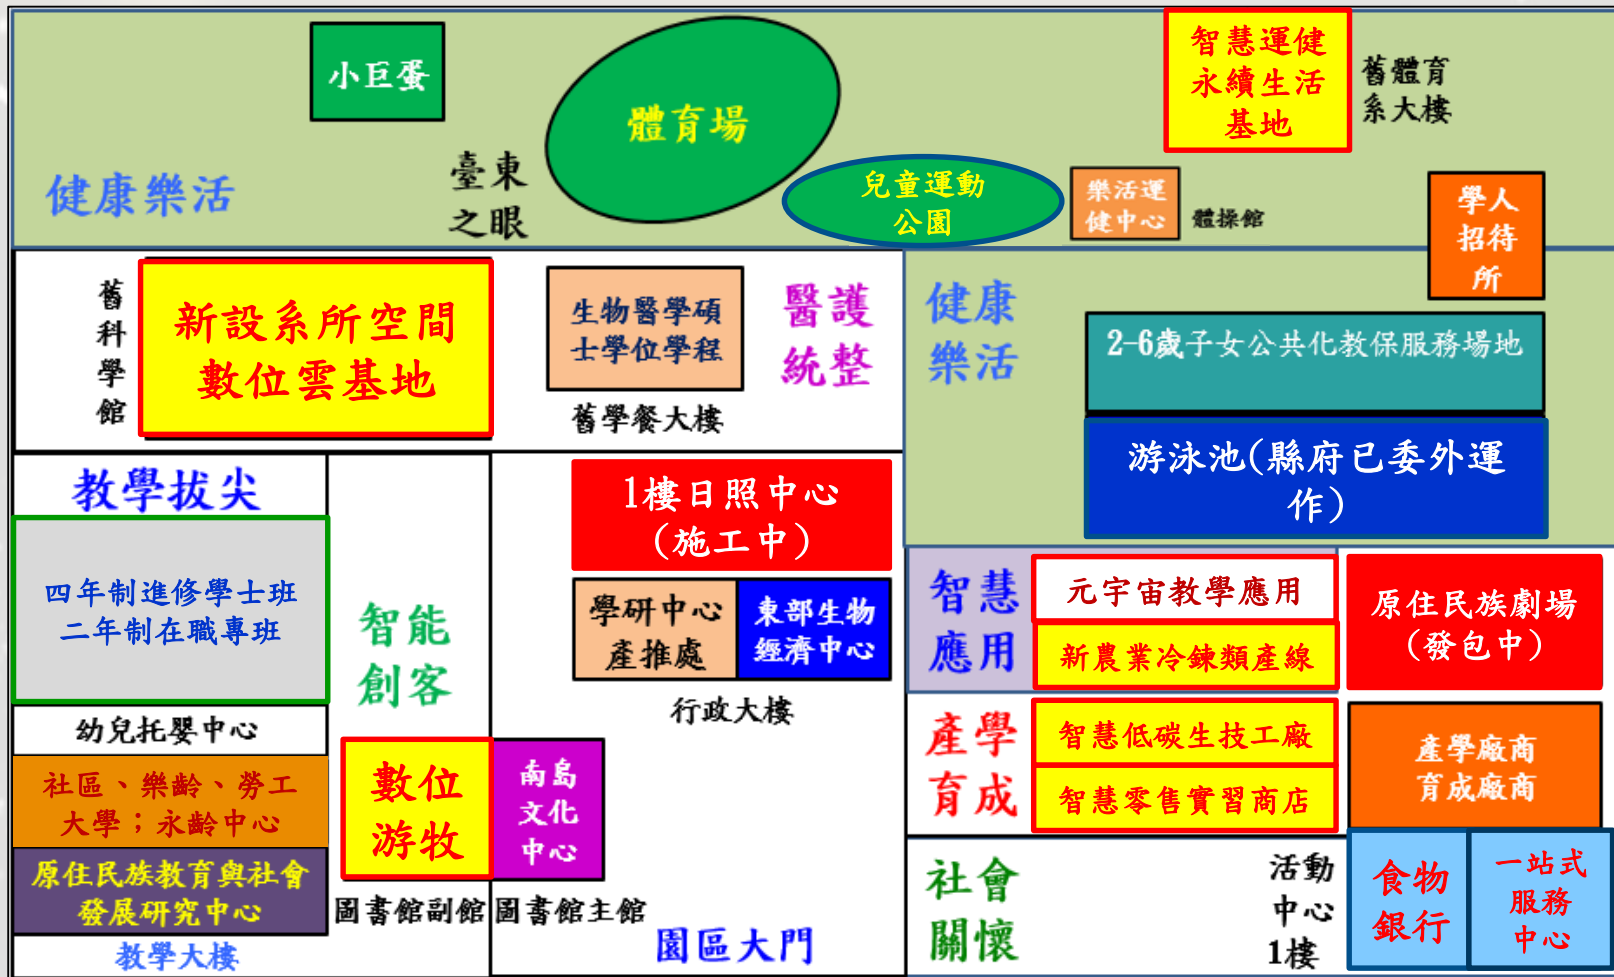 小巨蛋
體育場
智慧運健
永續生活
基地
舊體育
系大樓
健康樂活
臺東
之眼
兒童運動
公園
樂活運
健中心
體操館
學人
招待
所
舊
科
學
館
新設系所空間
數位雲基地
生物醫學碩
士學位學程
舊學餐大樓
醫護
統整
健康
樂活
2-6歲子女公共化教保服務場地
游泳池(縣府已委外運
作)
教學拔尖
四年制進修學士班
二年制在職專班
幼兒托嬰中心
社區、樂齡、勞工
大學；永齡中心
原住民族教育與社會
發展研究中心
教學大樓
智能
創客
數位
游牧
圖書館副館
1樓日照中心
(施工中)
學研中心
產推處
東部生物
經濟中心
行政大樓
南島
文化
中心
圖書館主館
園區大門
智慧
應用
元宇宙教學應用
新農業冷鍊類產線
原住民族劇場
(發包中)
產學
育成
智慧低碳生技工廠
智慧零售實習商店
產學廠商
育成廠商
社會
關懷
活動
中心
1樓
食物
銀行
一站式
服務
中心